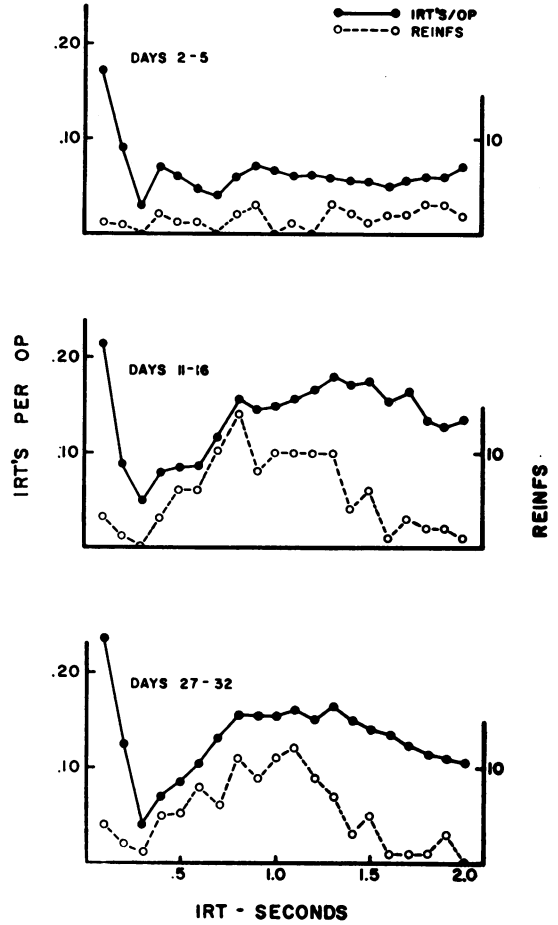 IRT'S/OP
REINFS
DAYS 2-5
.20
.10
10
DAYS 11-16
.20
.10
10
IRT'S PER OP
REINFS
DAYS 27-32
.20
.10
10
.5 1.0 1.5 2.0
IRT - SECONDS